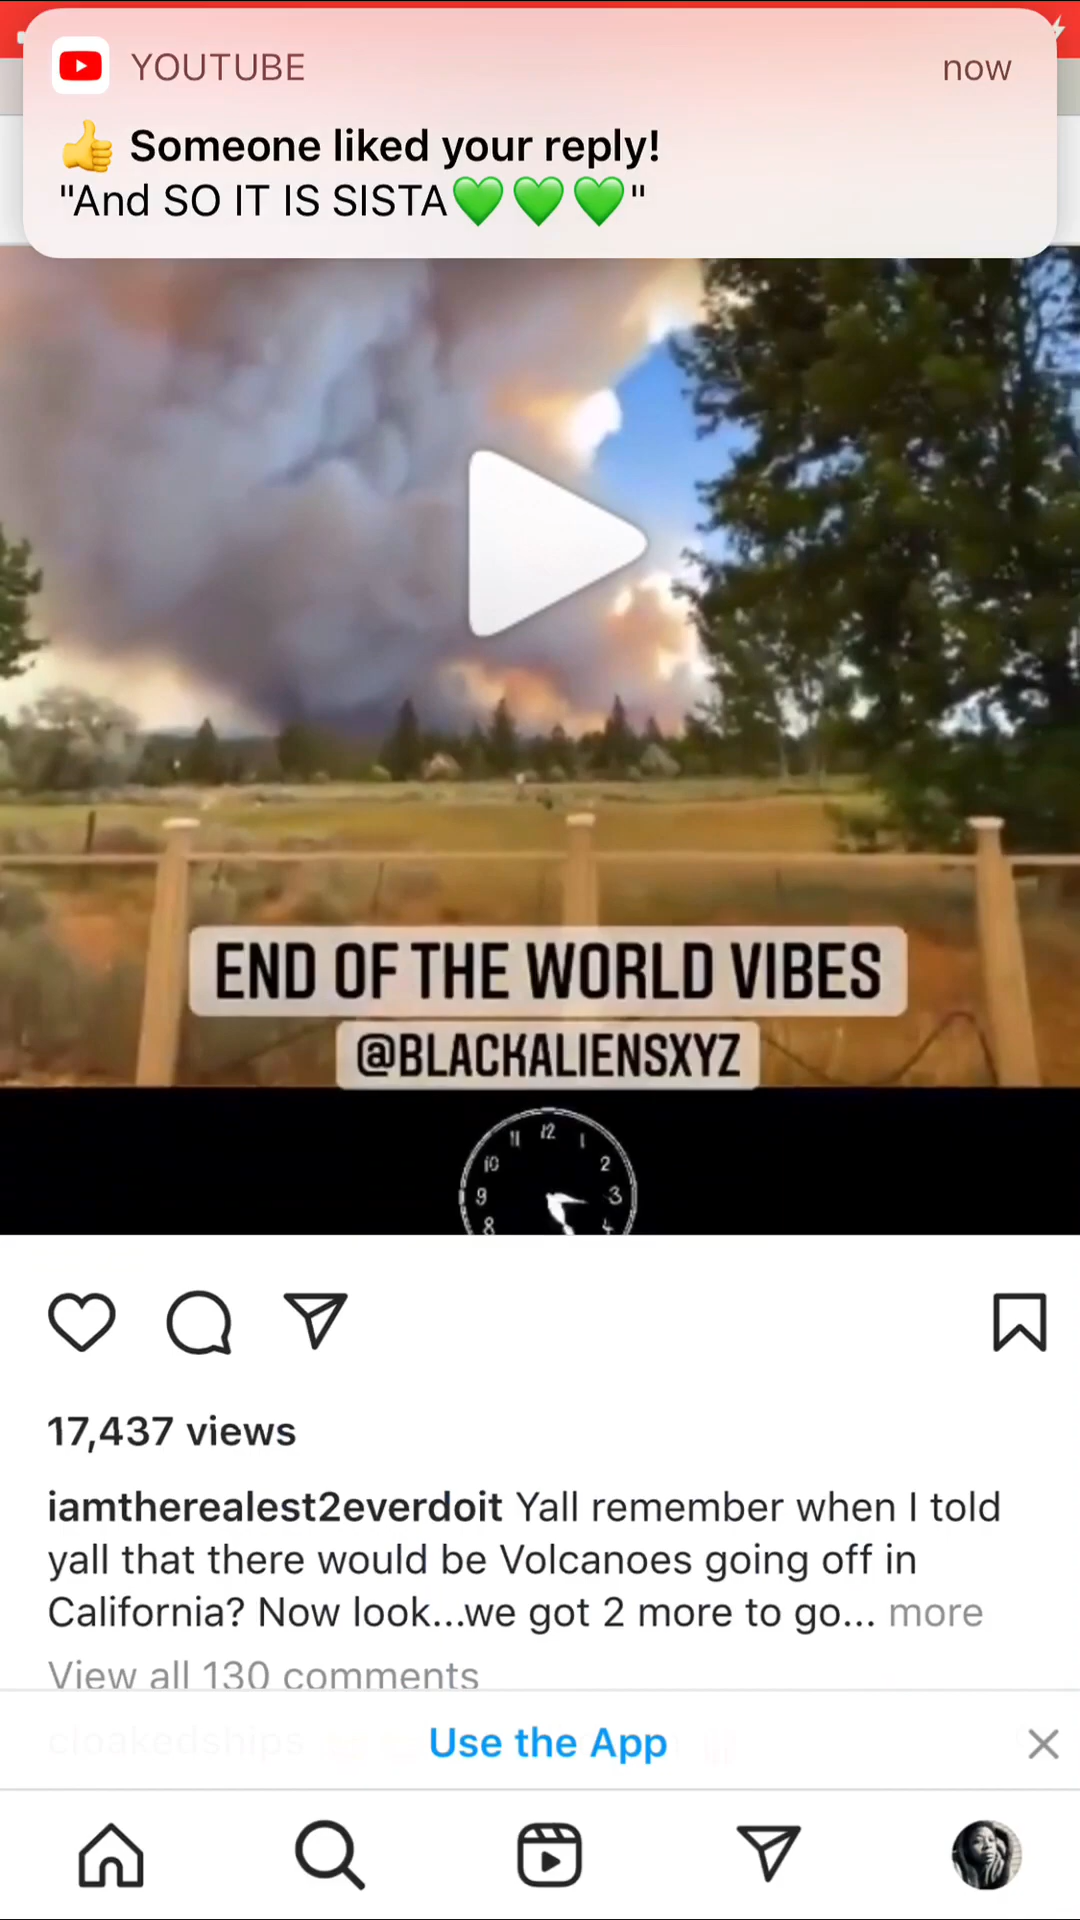 YOUTUBE
now
👍 Someone liked your reply!
"And SO IT IS SISTA💚💚💚"
END OF THE WORLD VIBES
@BLACKALIENSXYZ
11 12 1
10 2
9 3
8 4
17,437 views
iamtherealest2everdoit Yall remember when I told
yall that there would be Volcanoes going off in
California? Now look...we got 2 more to go... more
View all 130 comments
cloakedships
Use the App